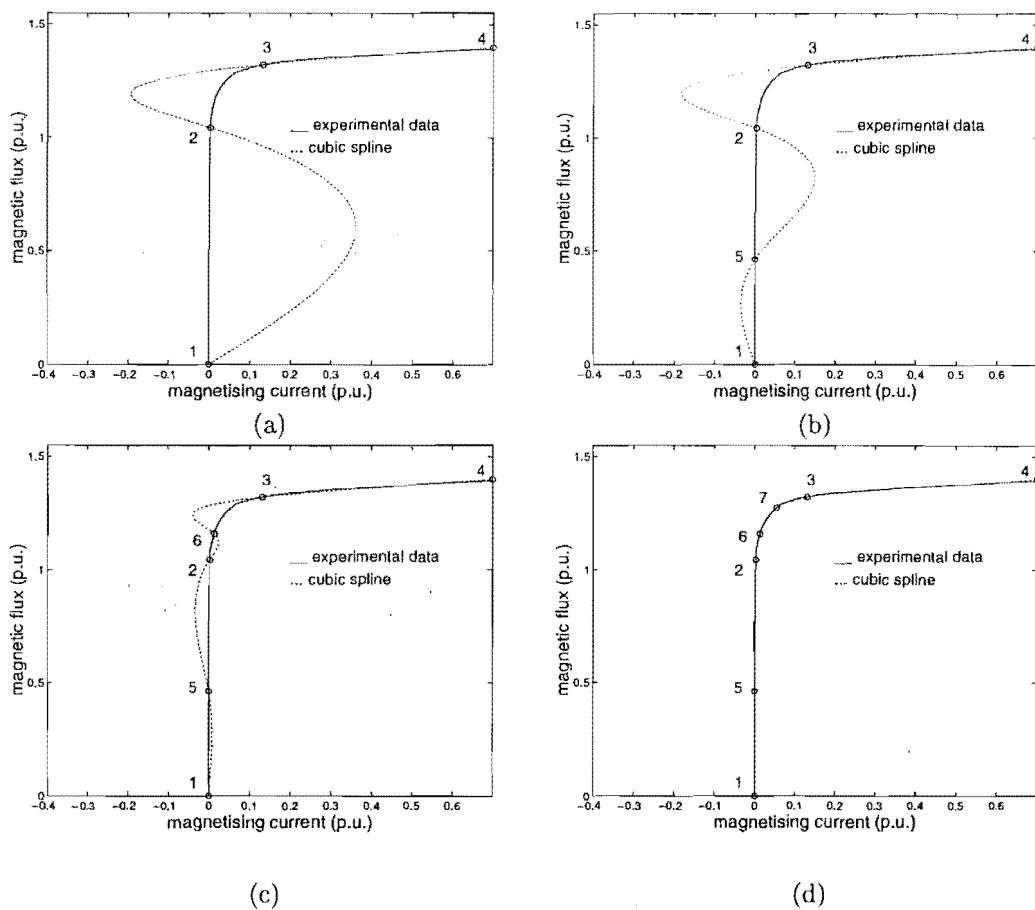 1.5
1
0.5
0
magnetic flux (p.u.)
3
4
2
1
experimental data
cubic spline
−0.4 −0.3 −0.2 −0.1 0 0.1 0.2 0.3 0.4 0.5 0.6
magnetising current (p.u.)
(a)
1.5
1
0.5
0
magnetic flux (p.u.)
3
4
2
5
1
experimental data
cubic spline
−0.4 −0.3 −0.2 −0.1 0 0.1 0.2 0.3 0.4 0.5 0.6
magnetising current (p.u.)
(b)
1.5
1
0.5
0
magnetic flux (p.u.)
3
4
6
2
5
1
experimental data
cubic spline
−0.4 −0.3 −0.2 −0.1 0 0.1 0.2 0.3 0.4 0.5 0.6
magnetising current (p.u.)
(c)
1.5
1
0.5
0
magnetic flux (p.u.)
3
4
7
6
2
5
1
experimental data
cubic spline
−0.4 −0.3 −0.2 −0.1 0 0.1 0.2 0.3 0.4 0.5 0.6
magnetising current (p.u.)
(d)